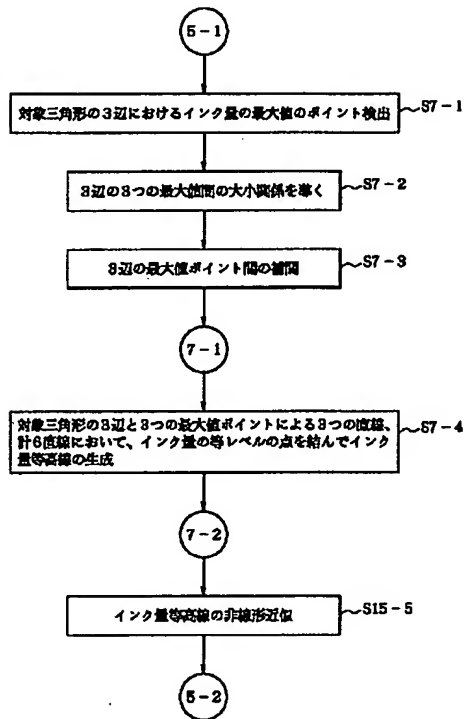 5-1
対象三角形の3辺におけるインク量の最大値のポイント検出
S7-1
3辺の3つの最大値間の大小関係を導く
S7-2
3辺の最大値ポイント間の補間
S7-3
7-1
対象三角形の3辺と3つの最大値ポイントによる3つの直線、
計6直線において、インク量の等レベルの点を結んでインク
量等高線の生成
S7-4
7-2
インク量等高線の非線形近似
S15-5
5-2